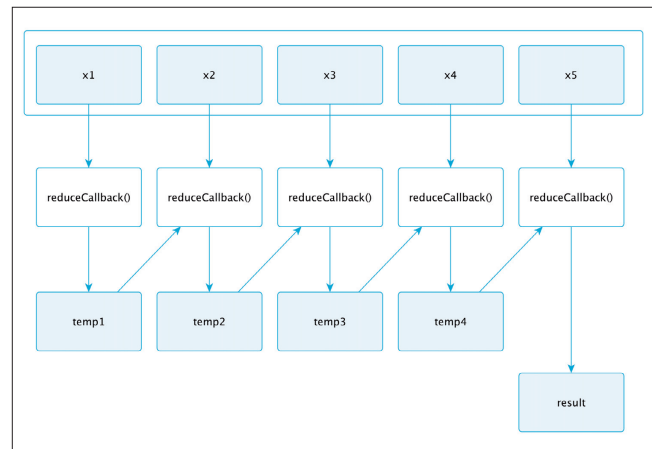 x1
x2
x3
x4
x5
reduceCallback()
reduceCallback()
reduceCallback()
reduceCallback()
reduceCallback()
temp1
temp2
temp3
temp4
result